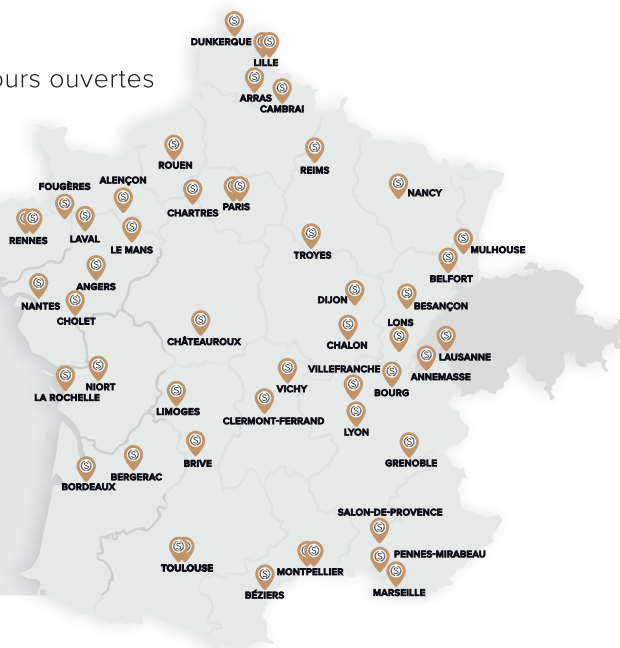 DUNKERQUE
LILLE
ours ouvertes
ARRAS
CAMBRAI
ROUEN
REIMS
FOUGÈRES
ALENÇON
NANCY
CHARTRES
PARIS
RENNES
LAVAL
LE MANS
TROYES
MULHOUSE
BELFORT
ANGERS
DIJON
NANTES
BESANÇON
CHOLET
LONS
CHÂTEAUROUX
CHALON
LAUSANNE
VILLEFRANCHE
ANNEMASSE
NIORT
VICHY
BOURG
LA ROCHELLE
LIMOGES
CLERMONT-FERRAND
LYON
BRIVE
GRENOBLE
BERGERAC
BORDEAUX
SALON-DE-PROVENCE
PENNES-MIRABEAU
TOULOUSE
MONTPELLIER
MARSEILLE
BÉZIERS